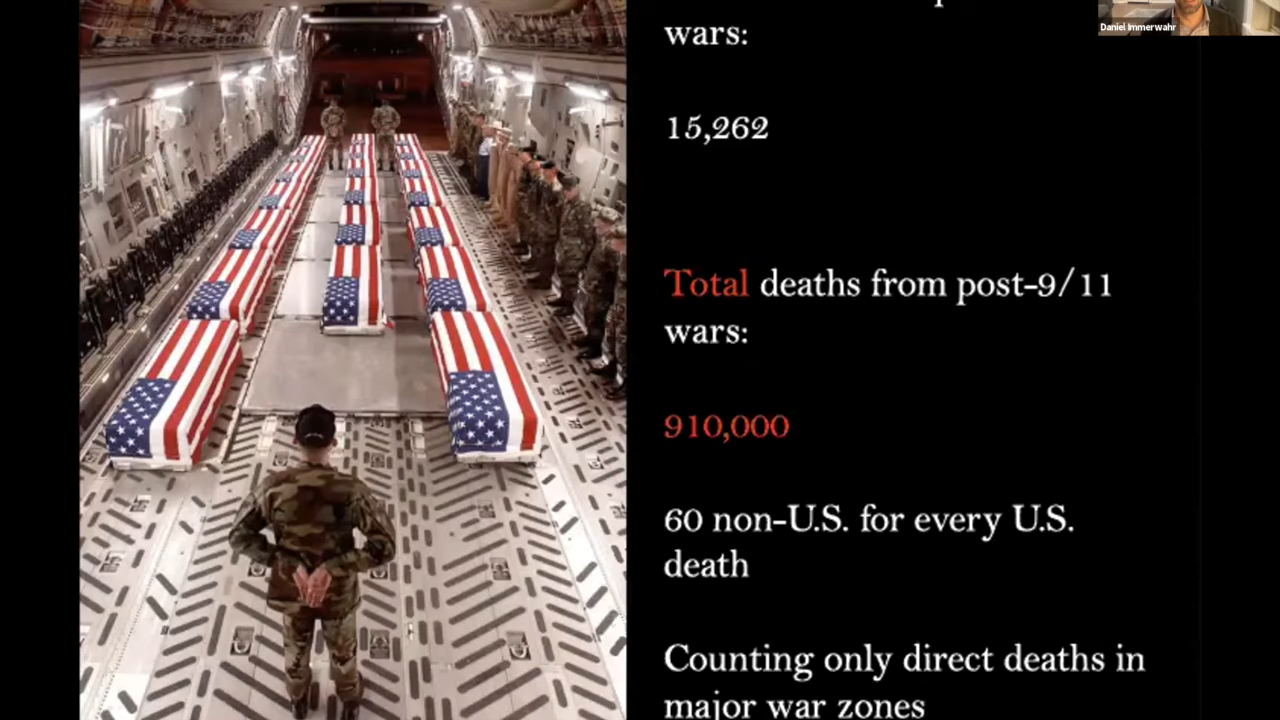 Daniel Immerwahr
wars:
15,262
Total deaths from post-9/11
wars:
910,000
60 non-U.S. for every U.S.
death
Counting only direct deaths in
major war zones